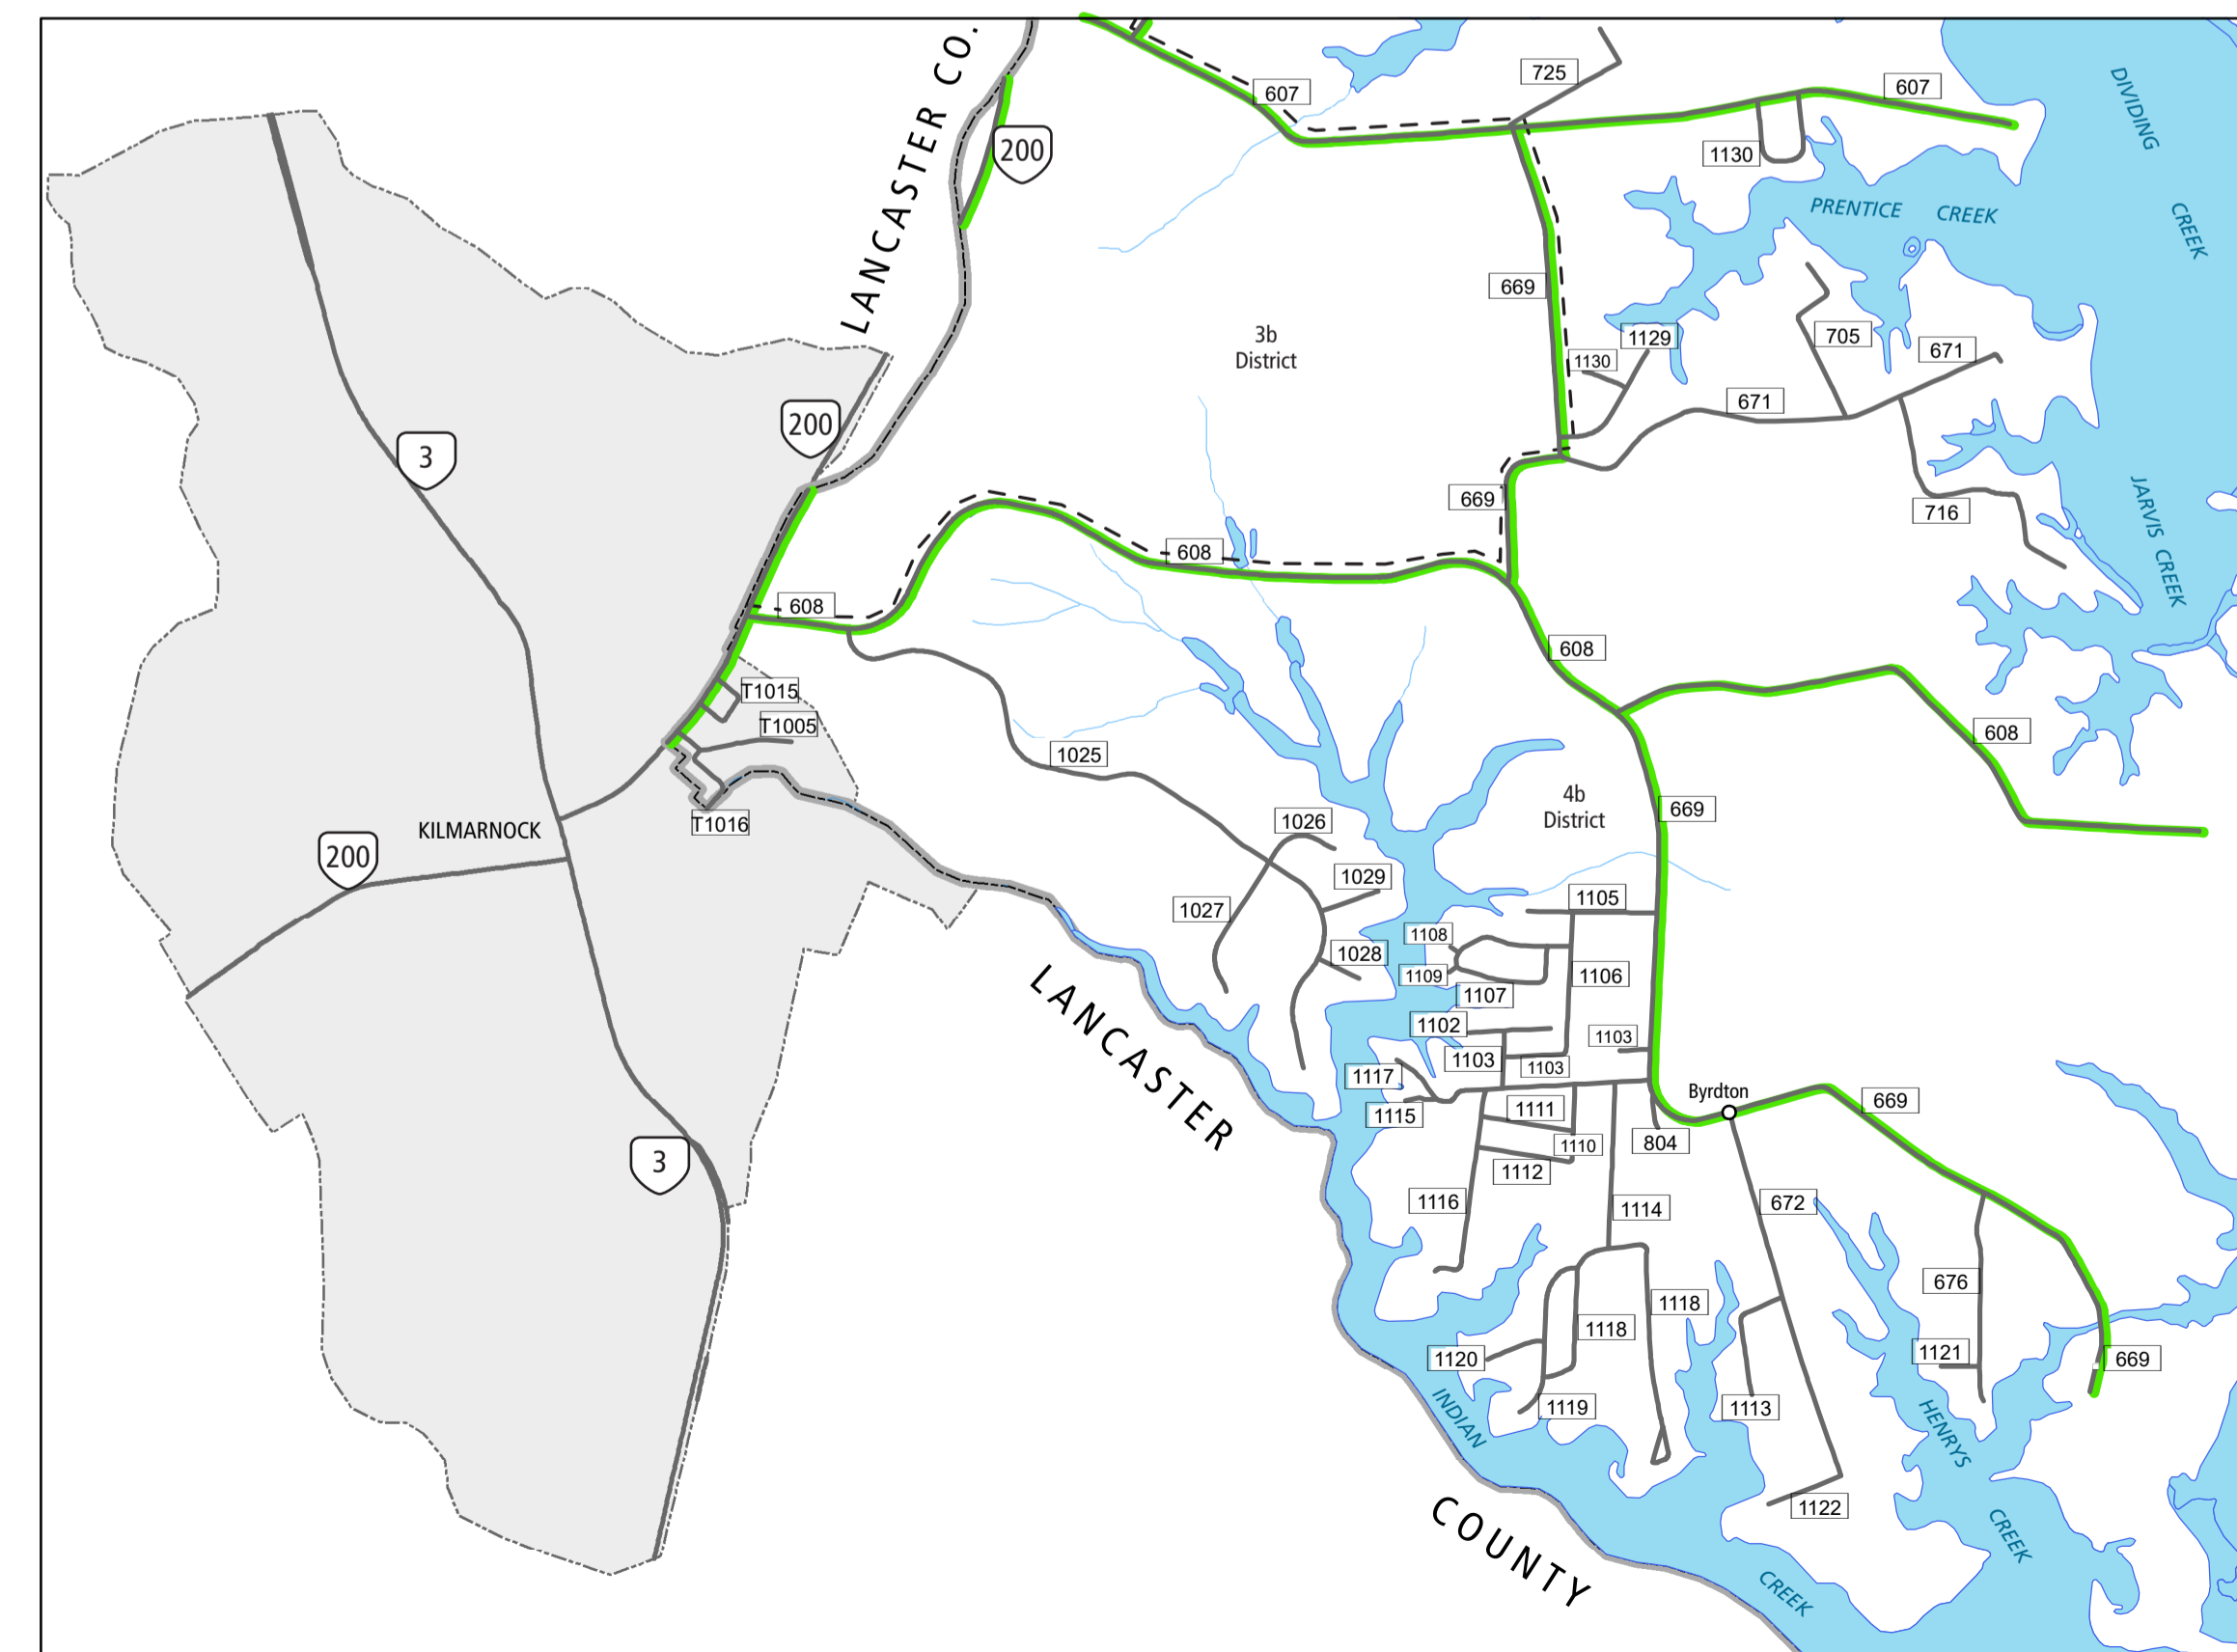 LANCASTER CO.
607
725
607
DIVIDING
CREEK
200
1130
PRENTICE CREEK
669
3b
District
1129
1130
705
671
671
200
3
669
716
JARVIS CREEK
608
608
608
T1015
T1005
608
1025
4b
District
669
T1016
1026
KILMARNOCK
200
1029
1105
1027
1108
1028
1109
1106
1107
1102
1103
1103
1103
LANCASTER
1117
Byrdton
669
1115
1111
804
1110
3
1112
1116
1114
672
676
1118
1118
1120
1121
669
1119
1113
INDIAN
HENRYS
1122
CREEK
COUNTY
CREEK